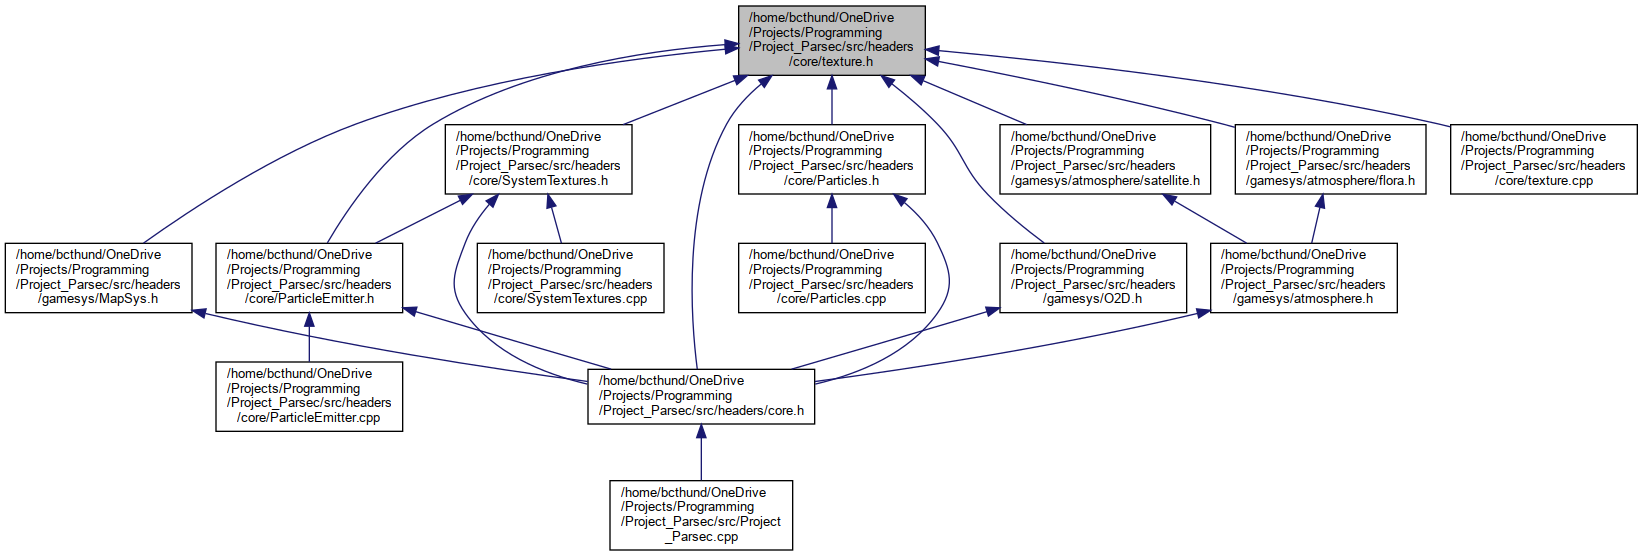 /home/bcthund/OneDrive
/Projects/Programming
/Project_Parsec/src/headers
/core/texture.h
/home/bcthund/OneDrive
/Projects/Programming
/Project_Parsec/src/headers
/core/SystemTextures.h
/home/bcthund/OneDrive
/Projects/Programming
/Project_Parsec/src/headers
/core/Particles.h
/home/bcthund/OneDrive
/Projects/Programming
/Project_Parsec/src/headers
/gamesys/atmosphere/satellite.h
/home/bcthund/OneDrive
/Projects/Programming
/Project_Parsec/src/headers
/gamesys/atmosphere/flora.h
/home/bcthund/OneDrive
/Projects/Programming
/Project_Parsec/src/headers
/core/texture.cpp
/home/bcthund/OneDrive
/Projects/Programming
/Project_Parsec/src/headers
/gamesys/MapSys.h
/home/bcthund/OneDrive
/Projects/Programming
/Project_Parsec/src/headers
/core/ParticleEmitter.h
/home/bcthund/OneDrive
/Projects/Programming
/Project_Parsec/src/headers
/core/SystemTextures.cpp
/home/bcthund/OneDrive
/Projects/Programming
/Project_Parsec/src/headers
/core/Particles.cpp
/home/bcthund/OneDrive
/Projects/Programming
/Project_Parsec/src/headers
/gamesys/O2D.h
/home/bcthund/OneDrive
/Projects/Programming
/Project_Parsec/src/headers
/gamesys/atmosphere.h
/home/bcthund/OneDrive
/Projects/Programming
/Project_Parsec/src/headers
/core/ParticleEmitter.cpp
/home/bcthund/OneDrive
/Projects/Programming
/Project_Parsec/src/headers/core.h
/home/bcthund/OneDrive
/Projects/Programming
/Project_Parsec/src/Project
_Parsec.cpp